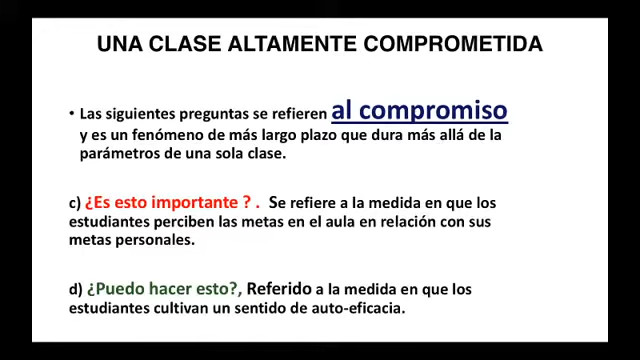 UNA CLASE ALTAMENTE COMPROMETIDA
• Las siguientes preguntas se refieren al compromiso
y es un fenómeno de más largo plazo que dura más allá de la
parámetros de una sola clase.
c) ¿Es esto importante ? . Se refiere a la medida en que los
estudiantes perciben las metas en el aula en relación con sus
metas personales.
d) ¿Puedo hacer esto?, Referido a la medida en que los
estudiantes cultivan un sentido de auto-eficacia.